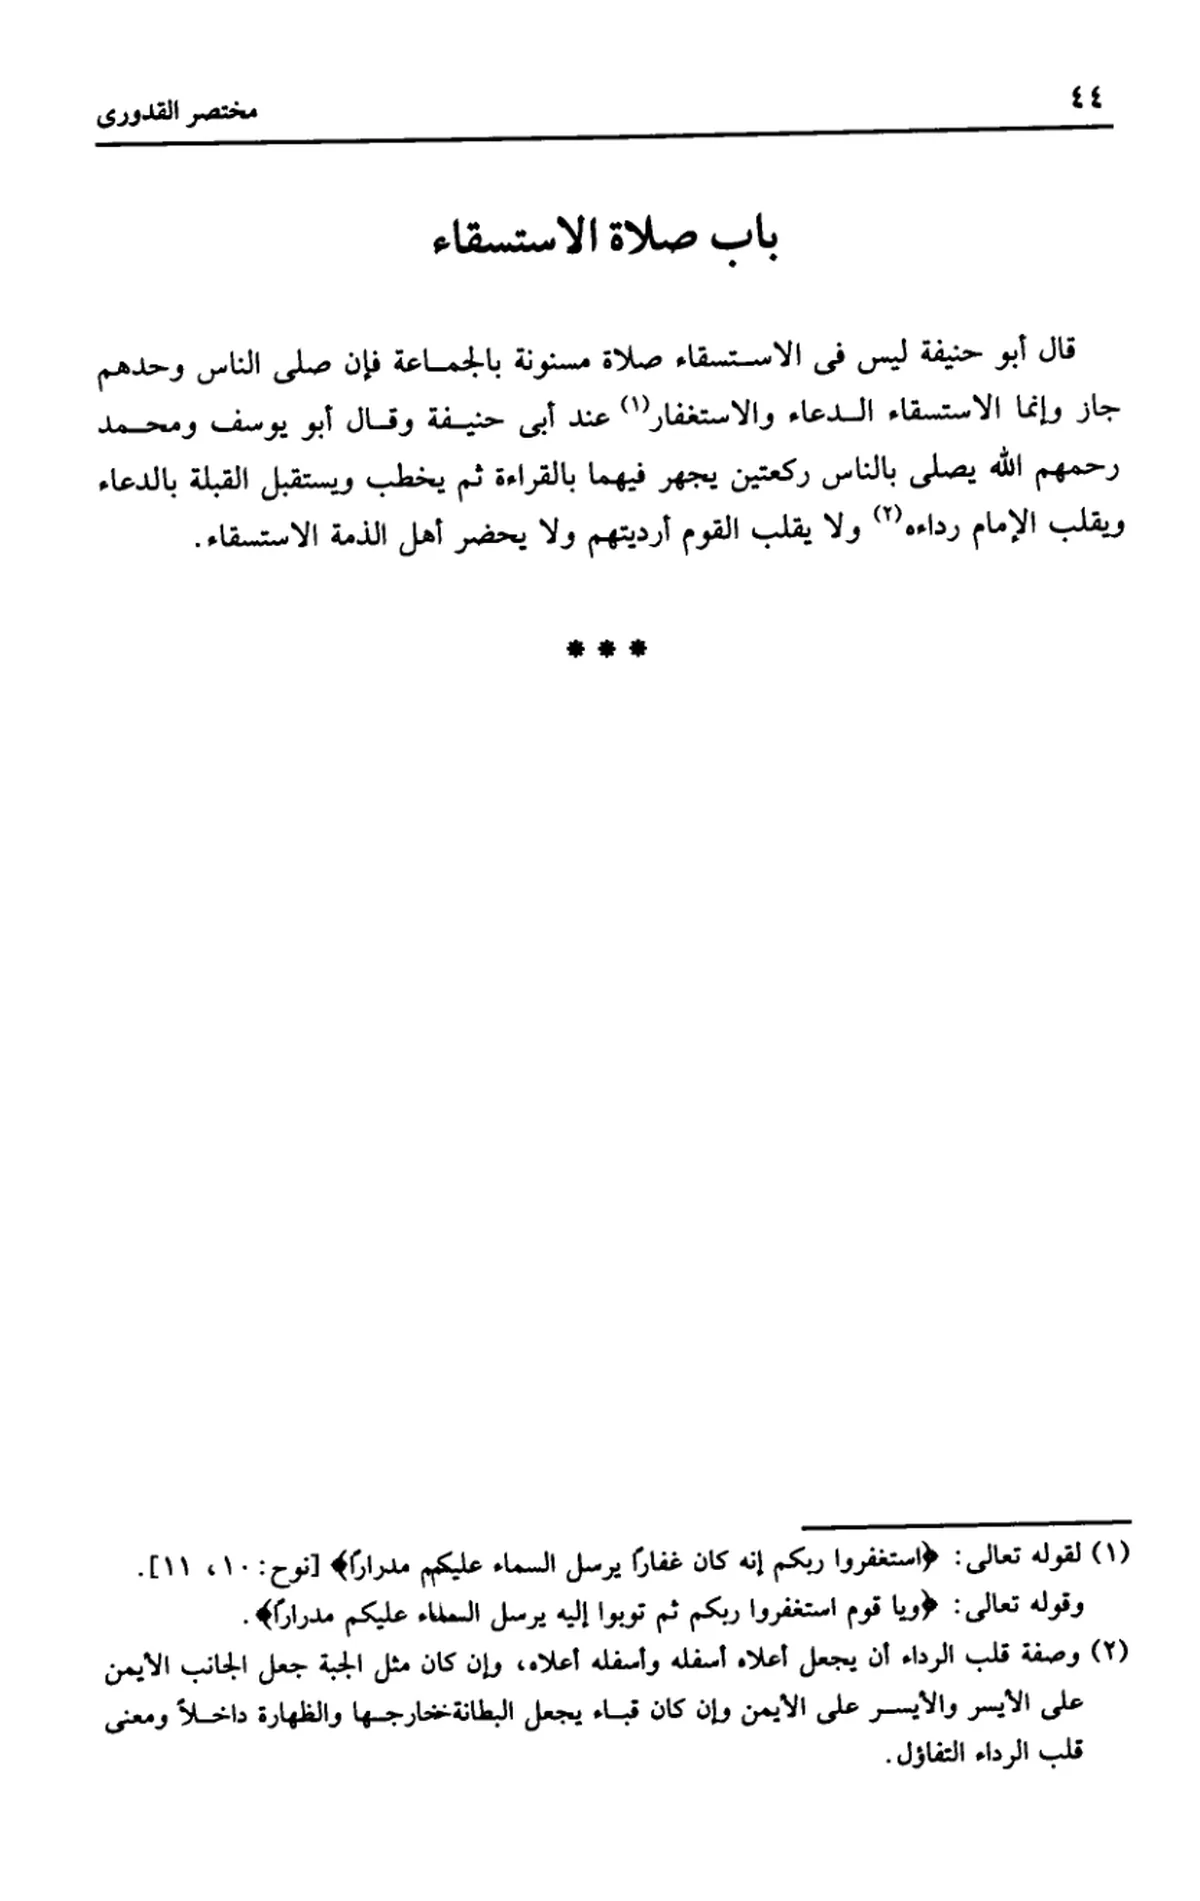 ٤٤
مختصر القدورى
باب صلاة الاستسقاء
قال أبو حنيفة ليس فى الاستسقاء صلاة مسنونة بالجماعة فإن صلى الناس وحدهم
جاز وإنما الاستسقاء الدعاء والاستغفار(١) عند أبى حنيفة وقال أبو يوسف ومحمد
رحمهم الله يصلى بالناس ركعتين يجهر فيهما بالقراءة ثم يخطب ويستقبل القبلة بالدعاء
ويقلب الإمام رداءه(٢) ولا يقلب القوم أرديتهم ولا يحضر أهل الذمة الاستسقاء.
* * *
(١) لقوله تعالى: ﴿استغفروا ربكم إنه كان غفاراً يرسل السماء عليكم مدراراً﴾ [نوح: ١٠، ١١].
وقوله تعالى: ﴿ويا قوم استغفروا ربكم ثم توبوا إليه يرسل السماء عليكم مدراراً﴾.
(٢) وصفة قلب الرداء أن يجعل أعلاه أسفله وأسفله أعلاه، وإن كان مثل الجبة جعل الجانب الأيمن
على الأيسر والأيسر على الأيمن وإن كان قباء يجعل البطانة خارجها والظهارة داخلاً ومعنى
قلب الرداء التفاؤل.